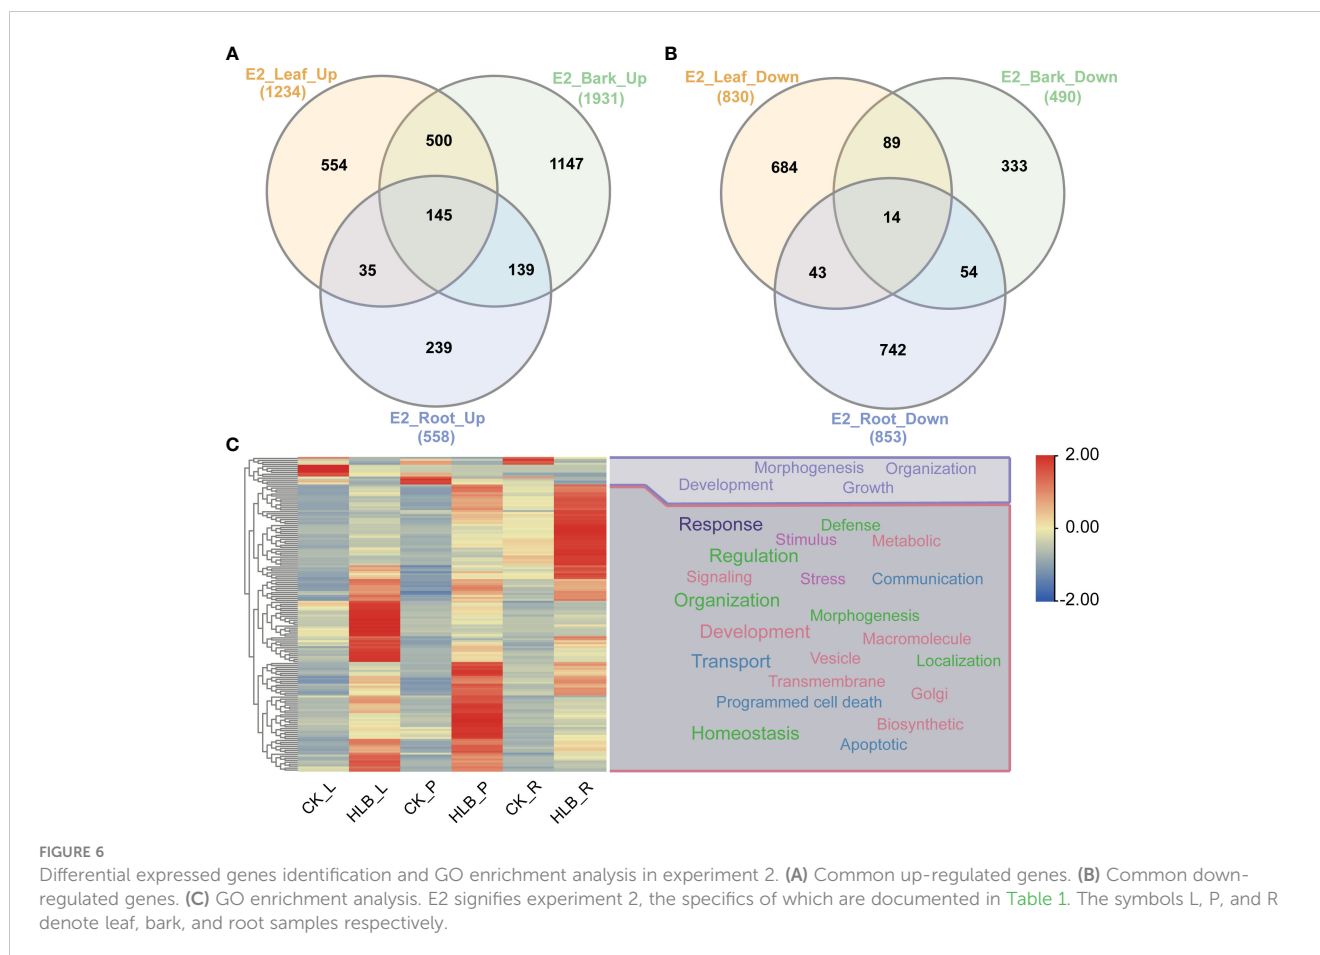 A
E2_Leaf_Up
(1234)
E2_Bark_Up
(1931)
554
500
1147
145
35
139
239
E2_Root_Up
(558)
B
E2_Leaf_Down
(830)
E2_Bark_Down
(490)
684
89
333
14
43
54
742
E2_Root_Down
(853)
C
CK_L
HLB_L
CK_P
HLB_P
CK_R
HLB_R
Morphogenesis Organization
Development Growth
Response Defense
Stimulus Metabolic
Regulation
Signaling Stress Communication
Organization
Morphogenesis
Development Macromolecule
Transport Vesicle Localization
Transmembrane
Golgi
Programmed cell death
Biosynthetic
Homeostasis
Apoptotic
2.00
0.00
-2.00
FIGURE 6
Differential expressed genes identification and GO enrichment analysis in experiment 2. (A) Common up-regulated genes. (B) Common down-
regulated genes. (C) GO enrichment analysis. E2 signifies experiment 2, the specifics of which are documented in Table 1. The symbols L, P, and R
denote leaf, bark, and root samples respectively.